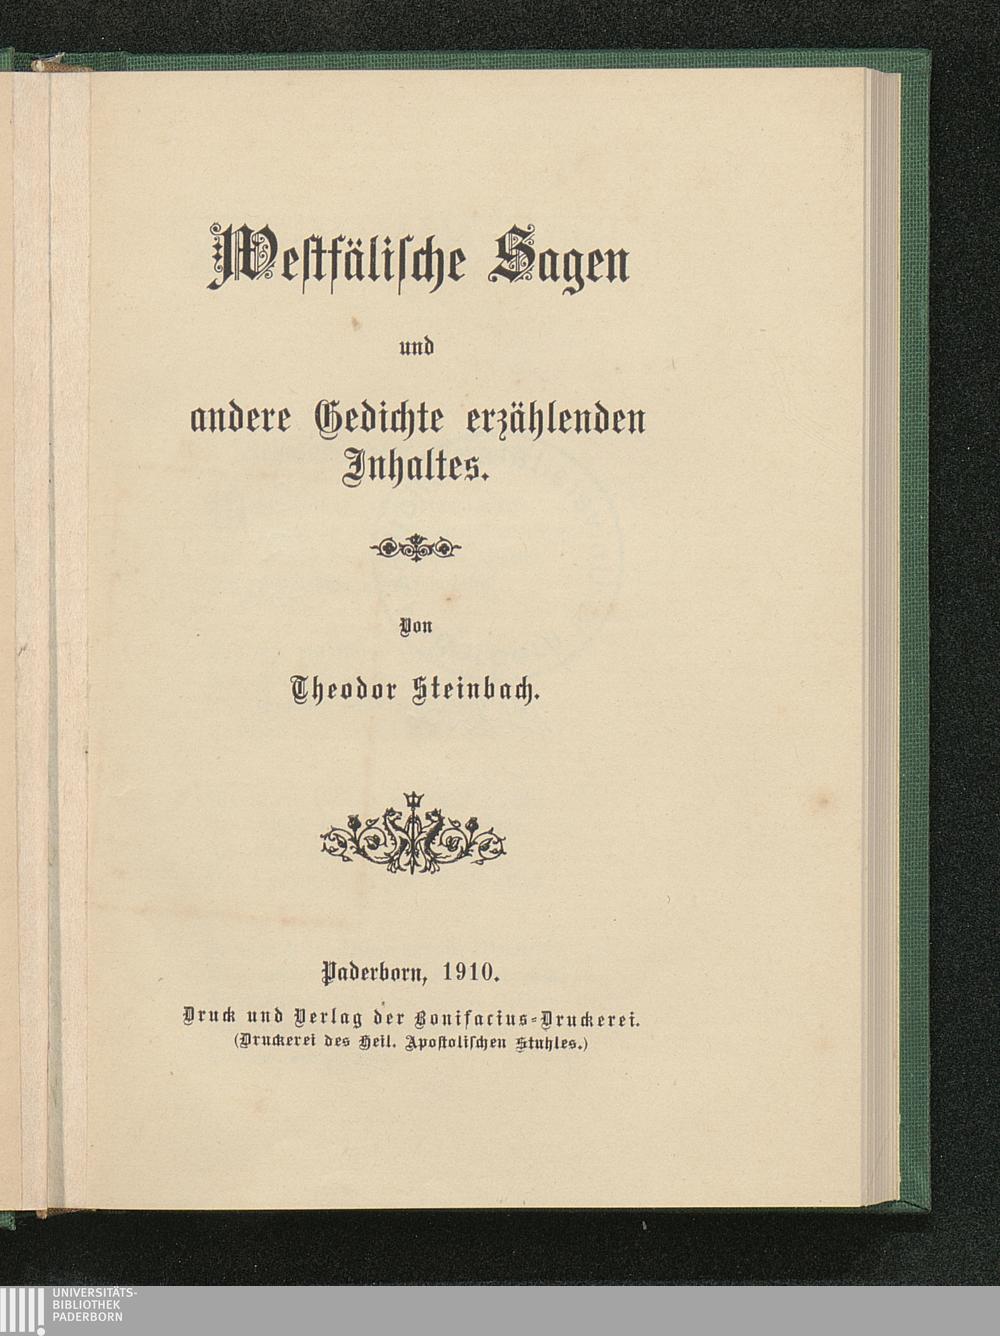 Westfälische Sagen
und
andere Gedichte erzählenden
Inhaltes.
Von
Theodor Steinbach.
Paderborn, 1910.
Druck und Verlag der Bonifacius-Druckerei.
(Druckerei des Heil. Apostolischen Stuhles.)
UNIVERSITÄTS-
BIBLIOTHEK
PADERBORN